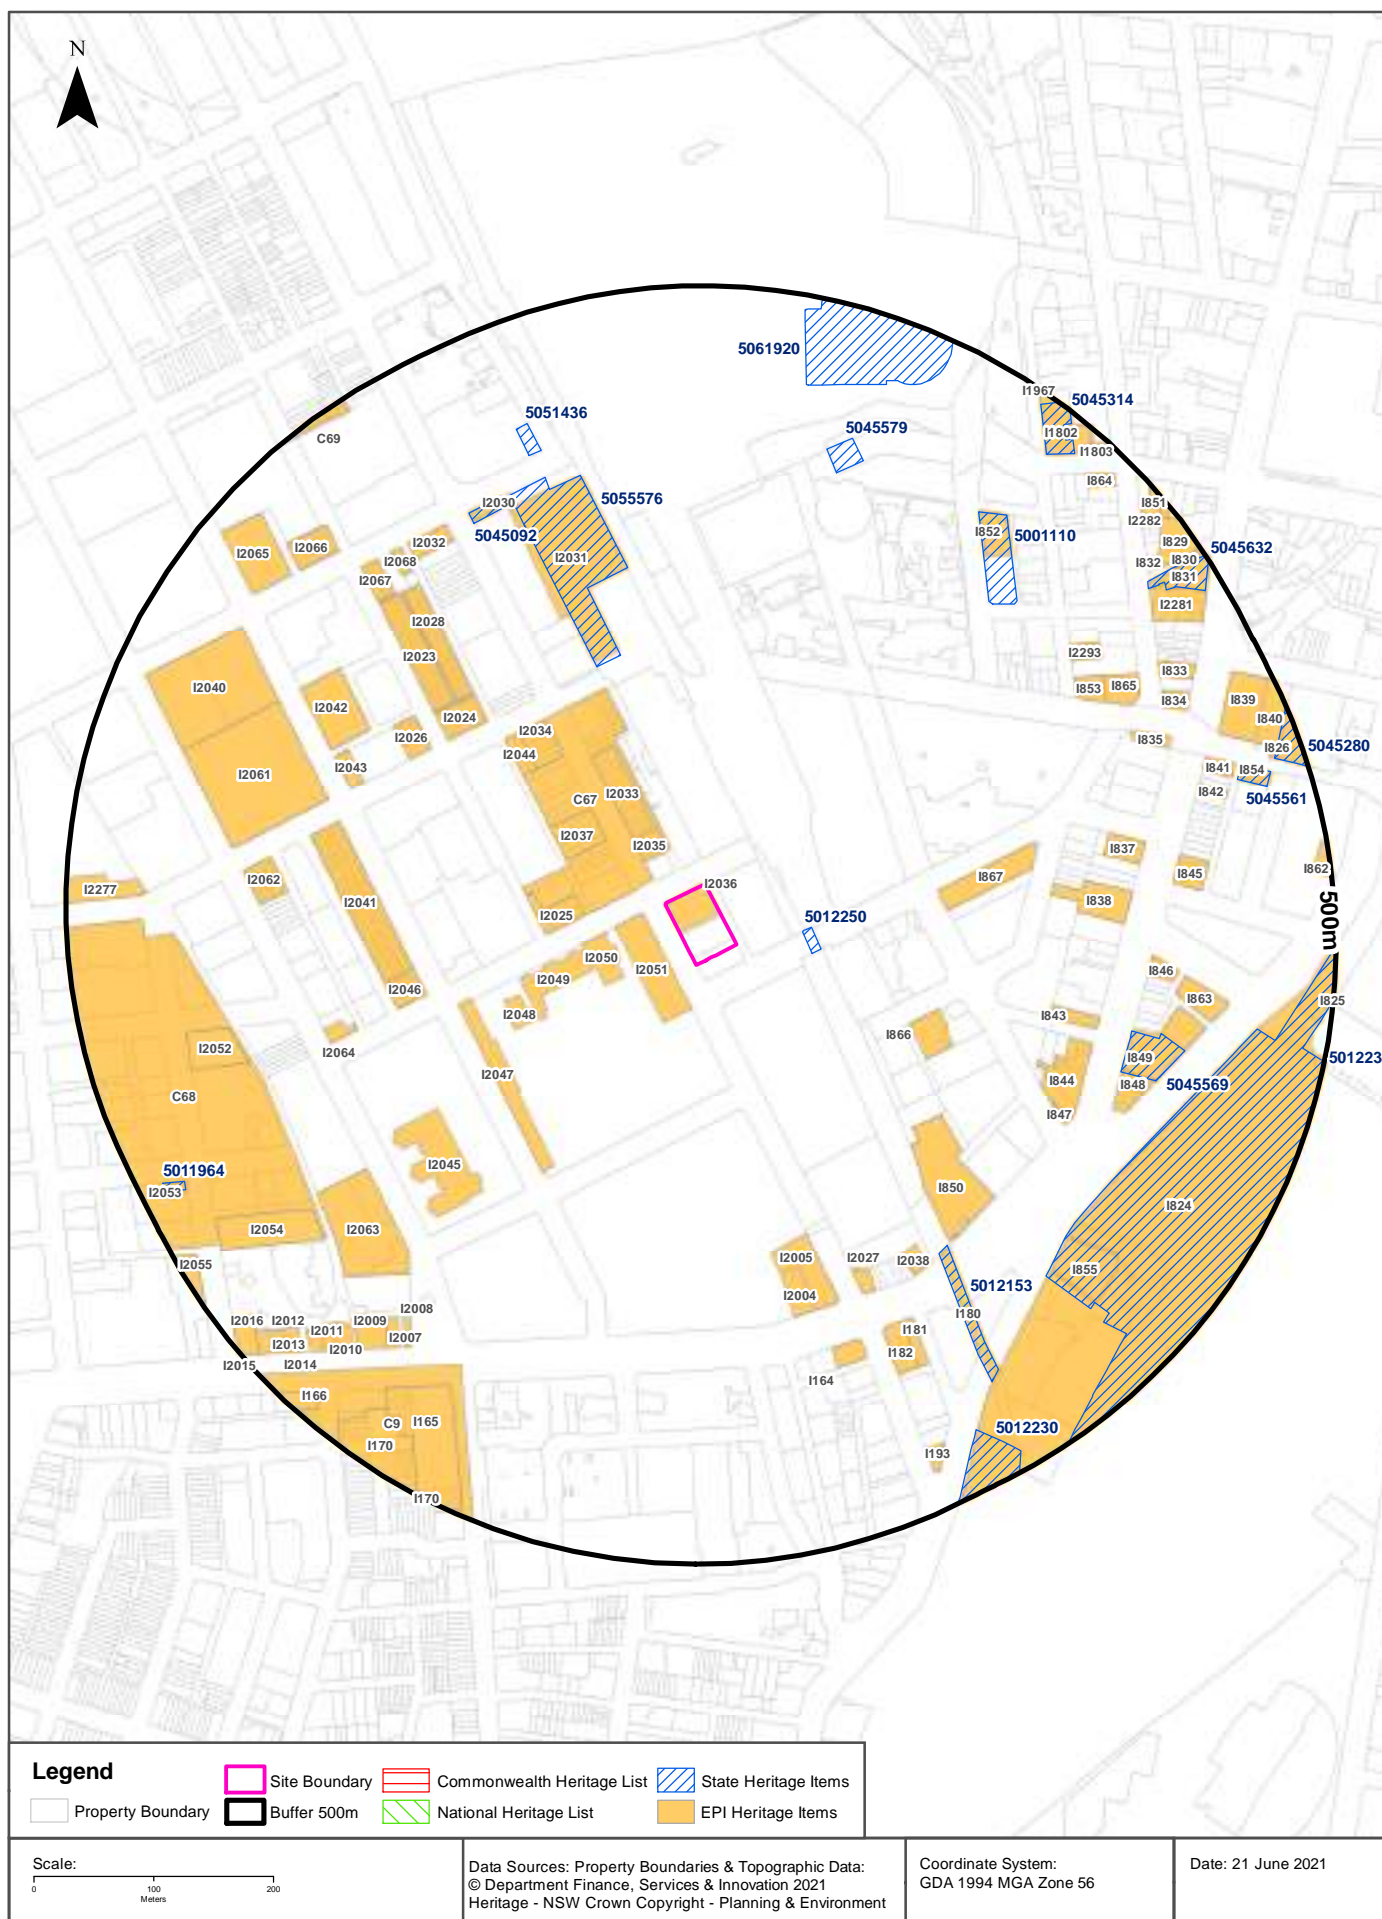 N
5061920
I1967
5045314
I1802
I1803
5051436
C69
5045579
I864
I851
I2282
I2030
5055576
5045092
I852
5001110
I829
5045632
I832
I830
I831
I2281
I2065
I2066
I2032
I2068
I2067
I2031
I2028
I2023
I2293
I833
I853
I865
I834
I839
I840
I2040
I2042
I2024
I2026
I2034
I2044
I835
I826
5045280
I2061
I2043
I841
I854
I842
5045561
C67
I2033
I2037
I2035
I837
I845
I862
I2277
I2062
I2036
I867
I838
I2041
I2025
5012250
500m
I2050
I2049
I2051
I846
I863
I2046
I2048
I843
I825
I2052
I2064
I866
I849
501223
I2047
I844
I848
5045569
I847
C68
5011964
I2053
I2045
I850
I824
I2054
I2063
I2055
I2005
I2027
I2038
I855
5012153
I2004
I2008
I180
I2016
I2012
I2009
I2011
I181
I2013
I2010
I2007
I182
I2015
I2014
I164
I166
C9
I165
I170
5012230
I193
I170
Legend
Site Boundary
Commonwealth Heritage List
State Heritage Items
Property Boundary
Buffer 500m
National Heritage List
EPI Heritage Items
Scale:
0 100 200
Meters
Data Sources: Property Boundaries & Topographic Data:
© Department Finance, Services & Innovation 2021
Heritage - NSW Crown Copyright - Planning & Environment
Coordinate System:
GDA 1994 MGA Zone 56
Date: 21 June 2021